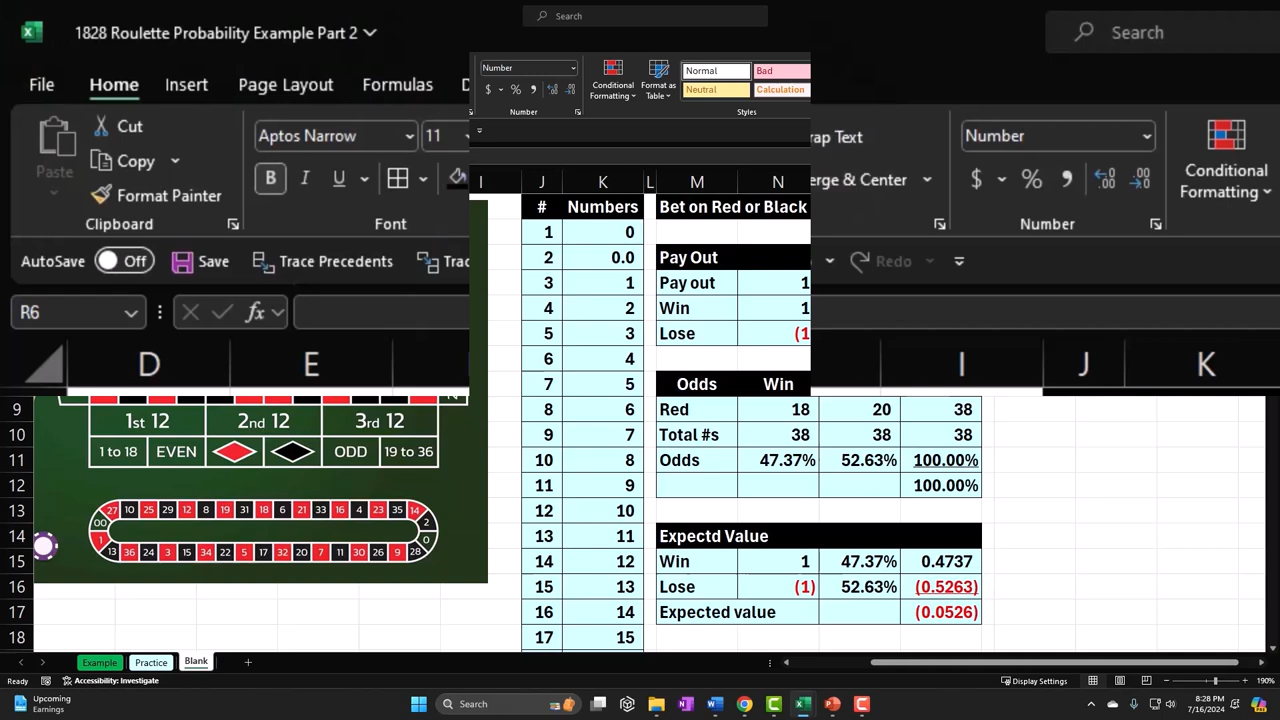 1828 Roulette Probability Example Part 2
Search
Search
File
Home
Insert
Page Layout
Formulas
Number
Conditional Formatting
Format as Table
Normal
Bad
Neutral
Calculation
Number
Styles
Paste
Cut
Copy
Format Painter
Clipboard
Aptos Narrow
11
B I U
Font
Text
Number
Conditional
Formatting
Number
AutoSave Off Save Trace Precedents
Redo
R6
fx
D E I J K
I J K L M N
# Numbers
1 0
2 0.0
3 1
4 2
5 3
6 4
7 5
8 6
9 7
10 8
11 9
12 10
13 11
14 12
15 13
16 14
17 15
Bet on Red or Black
Pay Out
Pay out 1
Win 1
Lose (1
Odds Win
Red 18 20 38
Total #s 38 38 38
Odds 47.37% 52.63% 100.00%
100.00%
Expectd Value
Win 1 47.37% 0.4737
Lose (1) 52.63% (0.5263)
Expected value (0.0526)
9
10
11
12
13
14
15
16
17
18
1st 12 2nd 12 3rd 12
1 to 18 EVEN ODD 19 to 36
27 10 25 29 12 8 19 31 18 6 21 33 16 4 23 35 14
00 2
1 0
13 36 24 3 15 34 22 5 17 32 20 7 11 30 26 9 28
Example Practice Blank
Ready Accessibility: Investigate
Display Settings
190%
Upcoming
Earnings
Search
8:28 PM
7/16/2024